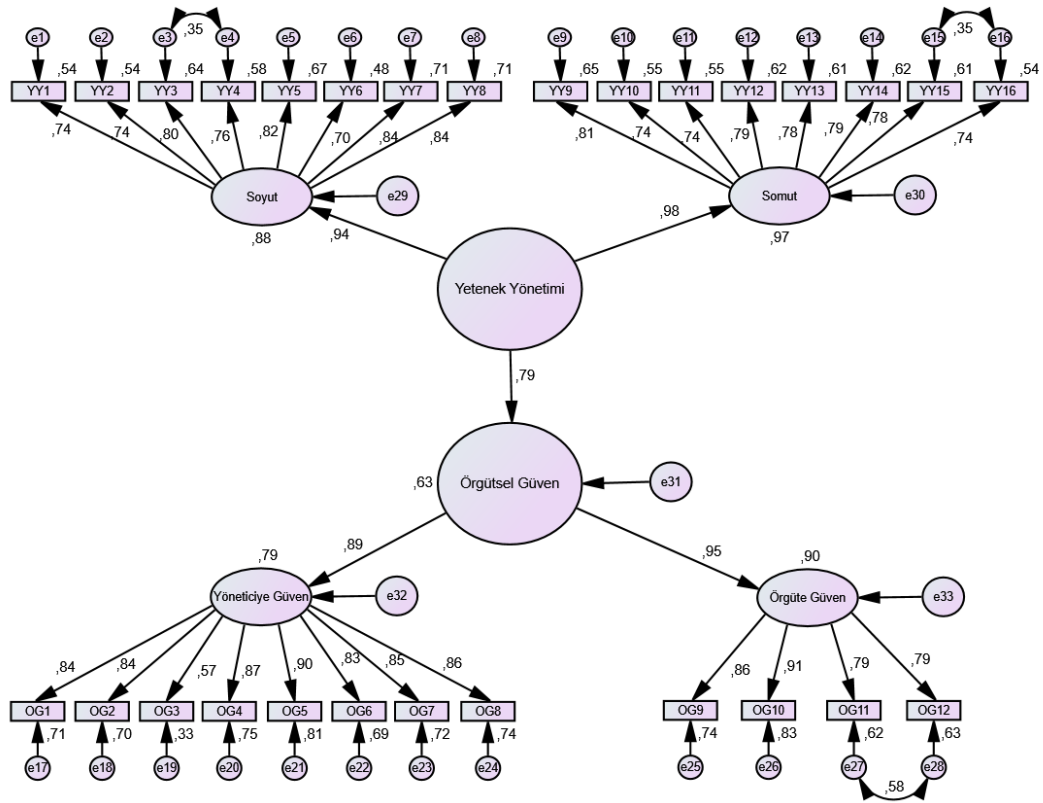 ,35 ,35
e1 e2 e3 e4 e5 e6 e7 e8 e9 e10 e11 e12 e13 e14 e15 e16
,54 ,54 ,64 ,58 ,67 ,48 ,71 ,71 ,65 ,55 ,55 ,62 ,61 ,62 ,61 ,54
YY1 YY2 YY3 YY4 YY5 YY6 YY7 YY8 YY9 YY10 YY11 YY12 YY13 YY14 YY15 YY16
,74 ,74 ,80 ,76 ,82 ,70 ,84 ,84 ,81 ,74 ,74 ,79 ,78 ,79 ,78 ,74
Soyut e29 Somut e30
,88 ,94 ,98 ,97
Yetenek Yönetimi
,79
,63 Örgütsel Güven e31
,89 ,95
,79 ,90
Yöneticiye Güven e32 Örgüte Güven e33
,84 ,84 ,57 ,87 ,90 ,83 ,85 ,86 ,86 ,91 ,79 ,79
OG1 OG2 OG3 OG4 OG5 OG6 OG7 OG8 OG9 OG10 OG11 OG12
,71 ,70 ,33 ,75 ,81 ,69 ,72 ,74 ,74 ,83 ,62 ,63
e17 e18 e19 e20 e21 e22 e23 e24 e25 e26 e27 e28
,58